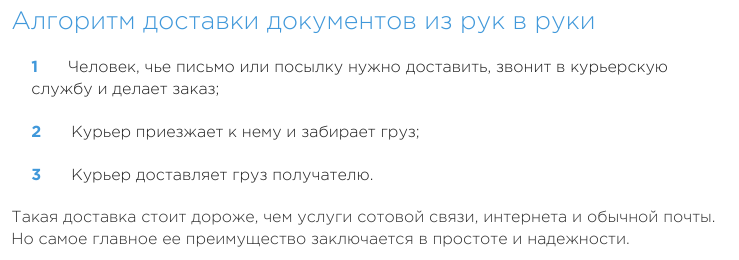 Алгоритм доставки документов из рук в руки
1 Человек, чье письмо или посылку нужно доставить, звонит в курьерскую
службу и делает заказ;
2 Курьер приезжает к нему и забирает груз;
3 Курьер доставляет груз получателю.
Такая доставка стоит дороже, чем услуги сотовой связи, интернета и обычной почты.
Но самое главное ее преимущество заключается в простоте и надежности.